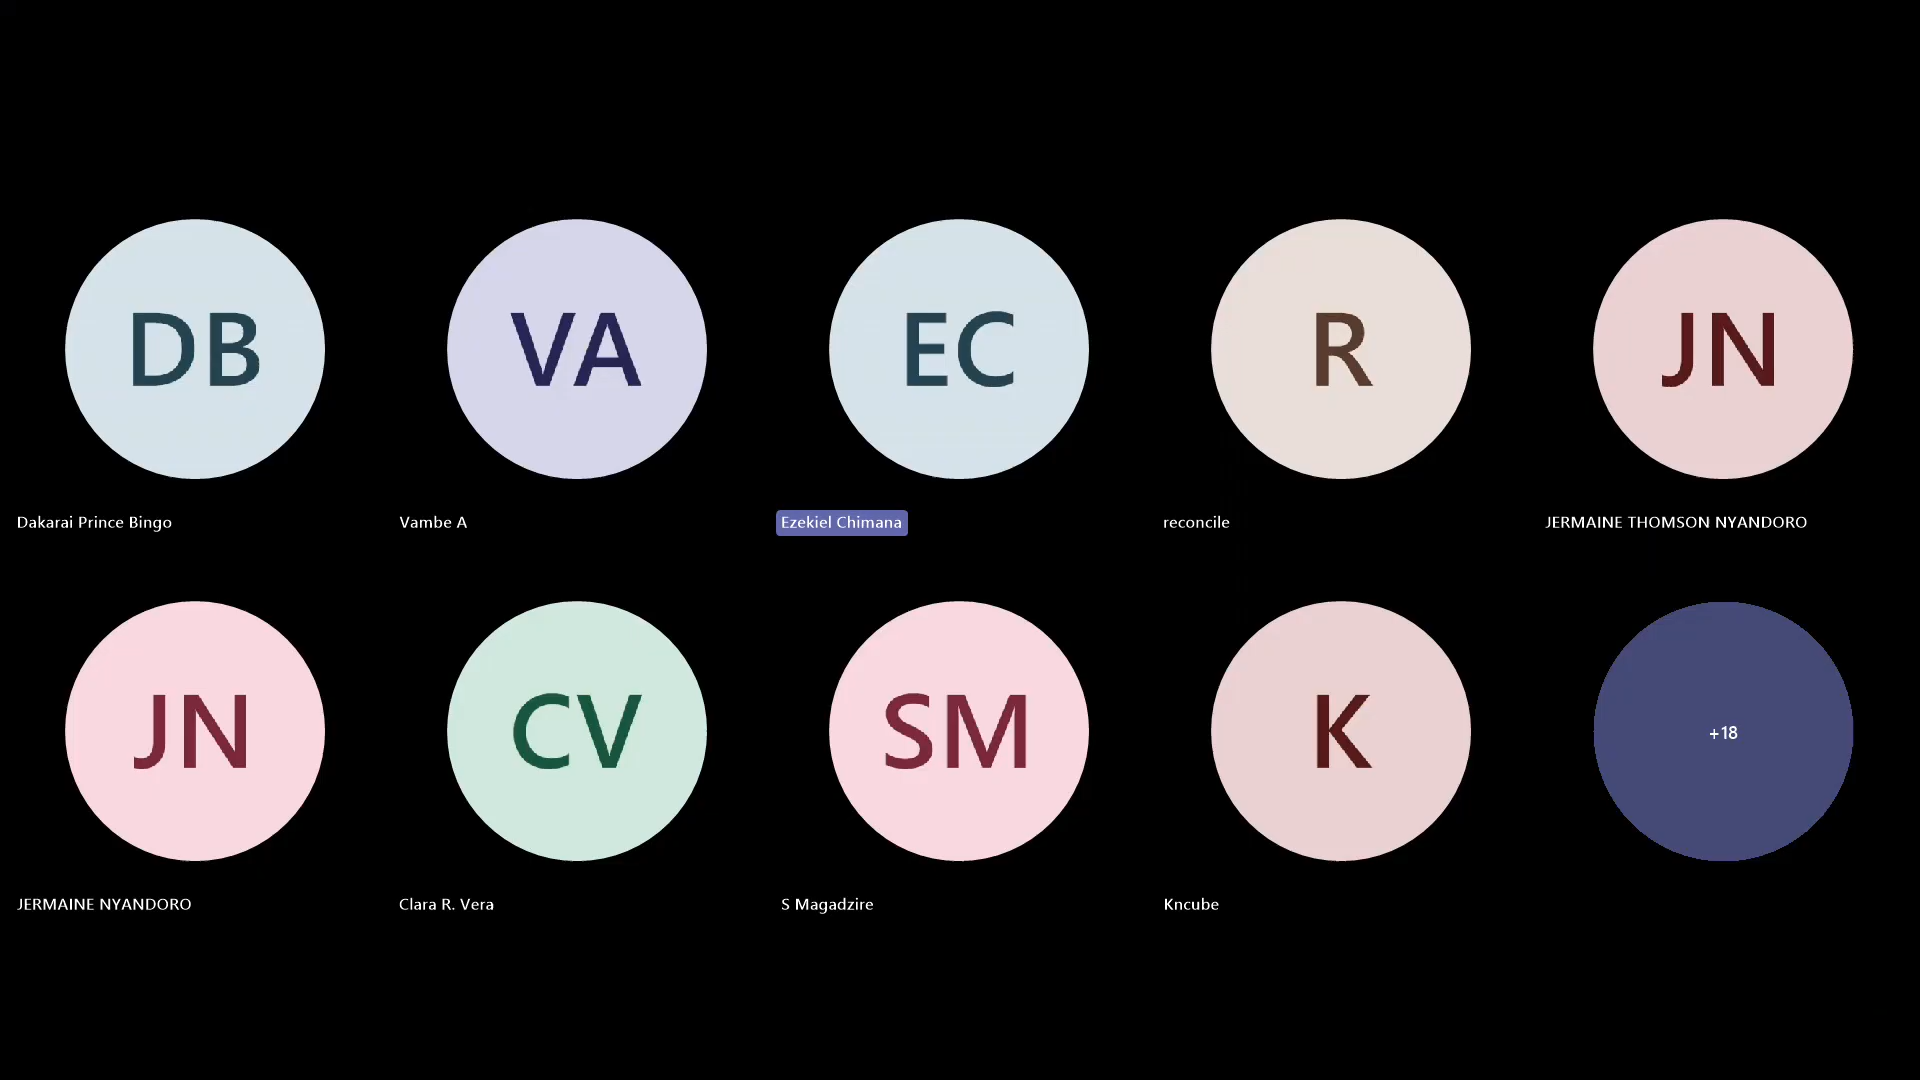 DB
VA
EC
R
JN
Dakarai Prince Bingo
Vambe A
Ezekiel Chimana
reconcile
JERMAINE THOMSON NYANDORO
JN
CV
SM
K
+18
JERMAINE NYANDORO
Clara R. Vera
S Magadzire
Kncube